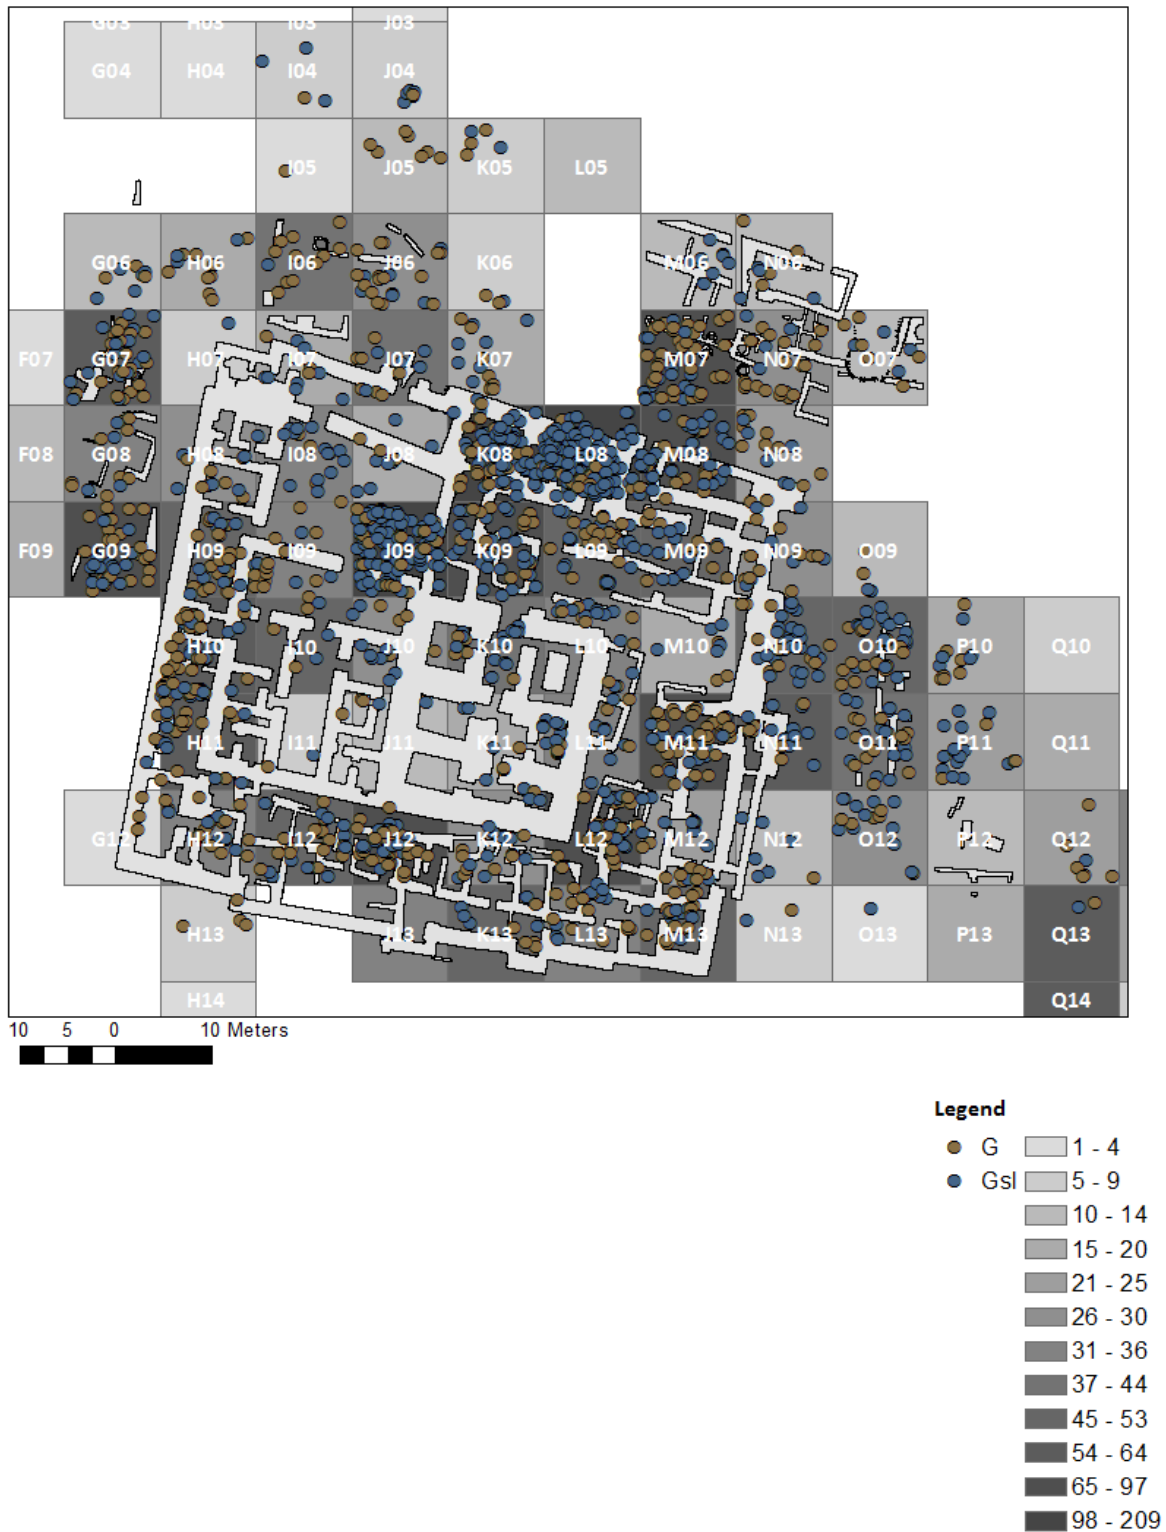 G03 H03 I03 J03
G04 H04 I04 J04
I05 J05 K05 L05
G06 H06 I06 J06 K06 M06 N06
F07 G07 H07 I07 J07 K07 M07 N07 O07
F08 G08 H08 I08 J08 K08 L08 M08 N08
F09 G09 H09 I09 J09 K09 L09 M09 N09 O09
H10 I10 J10 K10 L10 M10 N10 O10 P10 Q10
H11 I11 J11 K11 L11 M11 N11 O11 P11 Q11
G12 H12 I12 J12 K12 L12 M12 N12 O12 P12 Q12
H13 J13 K13 L13 M13 N13 O13 P13 Q13
H14 Q14
10 5 0 10 Meters
Legend
G 1 - 4
Gsl 5 - 9
10 - 14
15 - 20
21 - 25
26 - 30
31 - 36
37 - 44
45 - 53
54 - 64
65 - 97
98 - 209